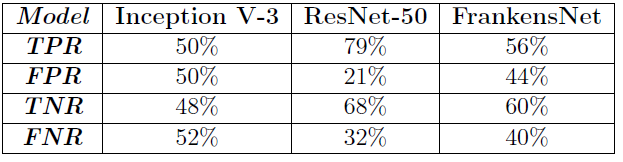 Model Inception V-3 ResNet-50 FrankensNet
TPR 50% 79% 56%
FPR 50% 21% 44%
TNR 48% 68% 60%
FNR 52% 32% 40%